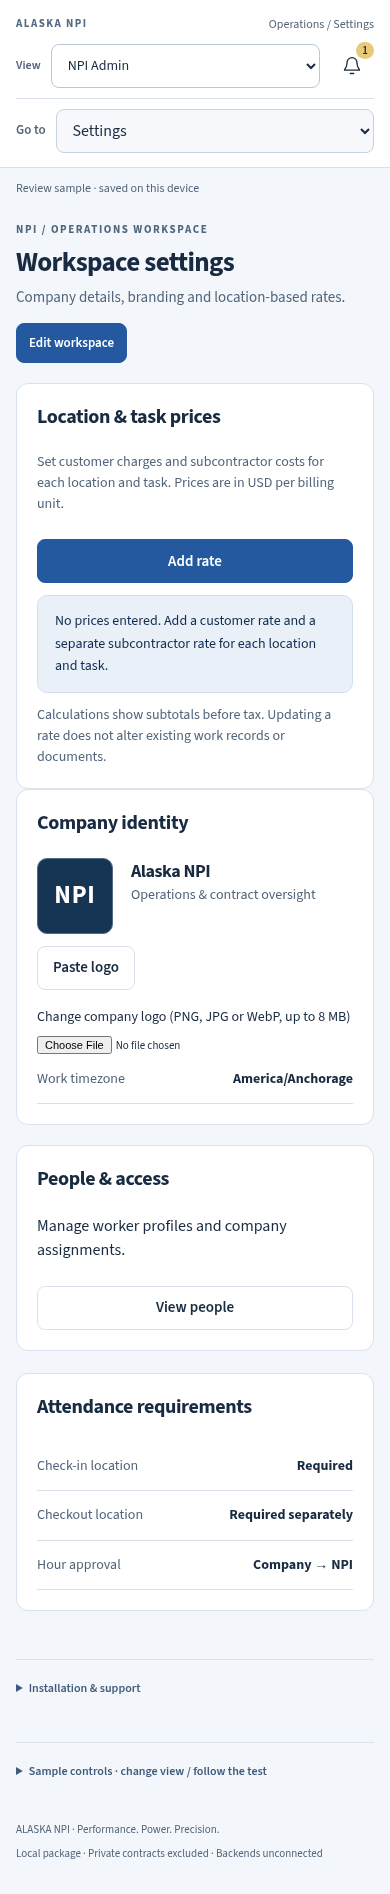 ALASKA NPI
Operations / Settings
View
NPI Admin
1
Go to
Settings
Review sample · saved on this device
NPI / OPERATIONS WORKSPACE
Workspace settings
Company details, branding and location-based rates.
Edit workspace
Location & task prices
Set customer charges and subcontractor costs for
each location and task. Prices are in USD per billing
unit.
Add rate
No prices entered. Add a customer rate and a
separate subcontractor rate for each location
and task.
Calculations show subtotals before tax. Updating a
rate does not alter existing work records or
documents.
Company identity
NPI
Alaska NPI
Operations & contract oversight
Paste logo
Change company logo (PNG, JPG or WebP, up to 8 MB)
Choose File No file chosen
Work timezone
America/Anchorage
People & access
Manage worker profiles and company
assignments.
View people
Attendance requirements
Check-in location
Required
Checkout location
Required separately
Hour approval
Company → NPI
Installation & support
Sample controls · change view / follow the test
ALASKA NPI · Performance. Power. Precision.
Local package · Private contracts excluded · Backends unconnected